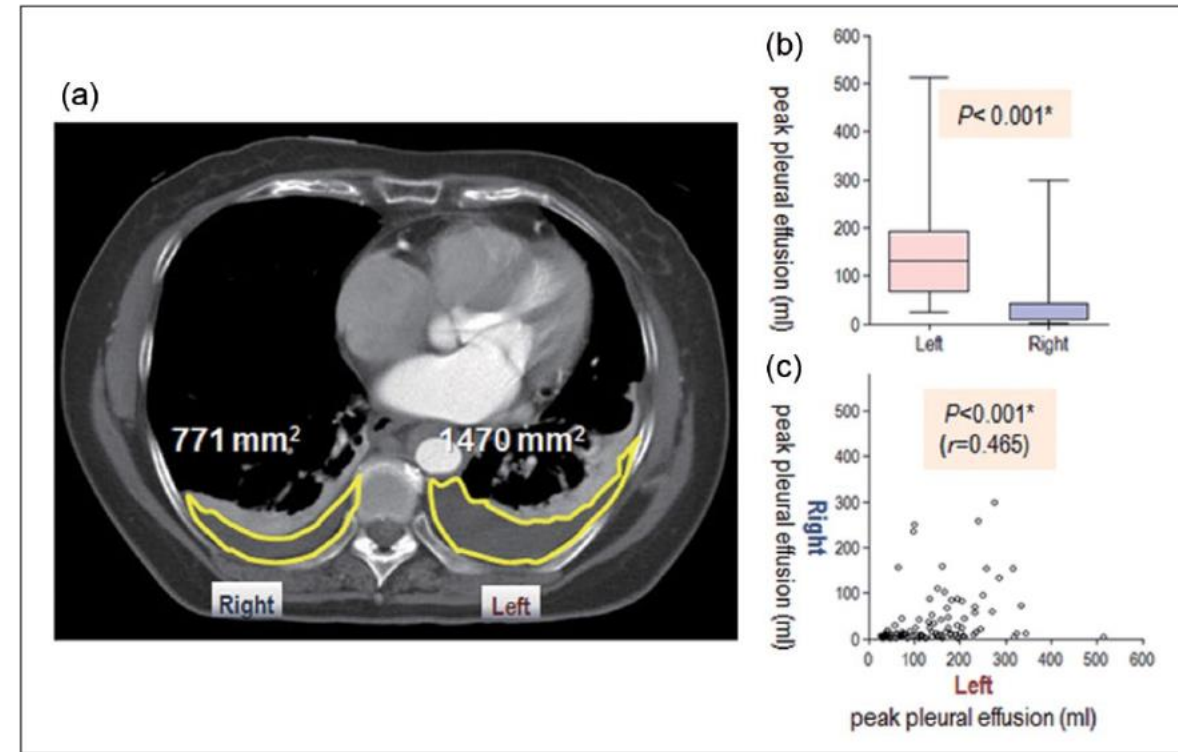 (a)
771 mm²
1470 mm²
Right
Left
(b)
peak pleural effusion (ml)
600
500
400
300
200
100
0
P< 0.001*
Left
Right
(c)
peak pleural effusion (ml)
Right
500
400
300
200
100
0
P<0.001*
(r=0.465)
0 100 200 300 400 500 600
Left
peak pleural effusion (ml)